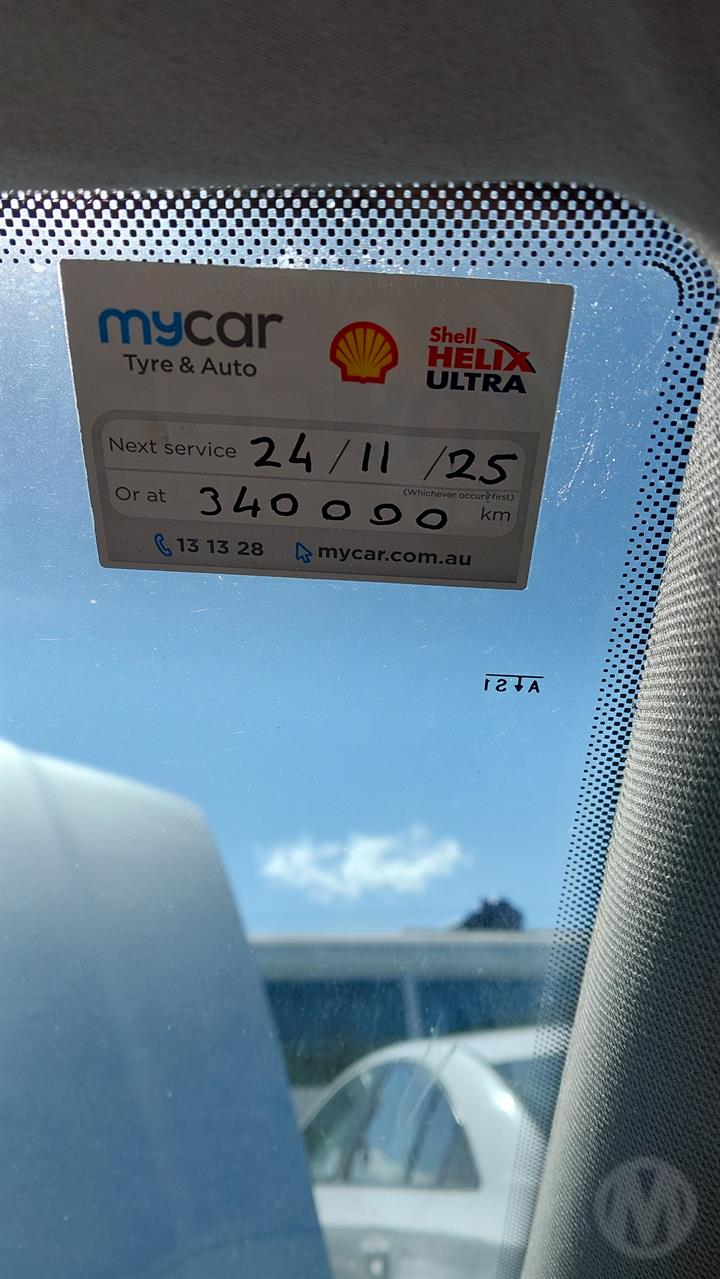 mycar
Tyre & Auto
Shell
HELIX
ULTRA
Next service 24/11/25
(Whichever occurs first)
Or at 340000 km
13 13 28 mycar.com.au
A↓S1
M